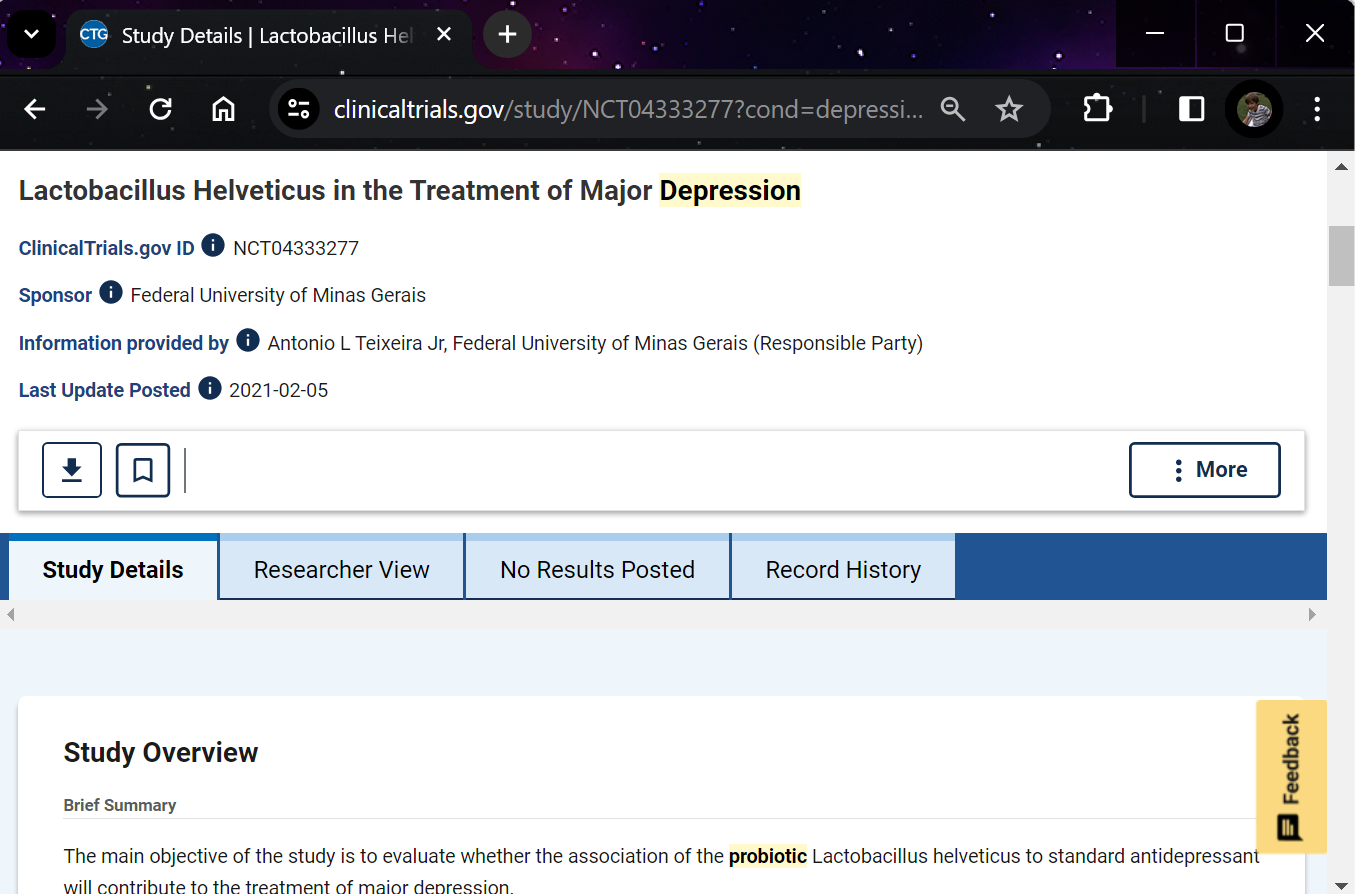 CTG Study Details | Lactobacillus Hel
clinicaltrials.gov/study/NCT04333277?cond=depressi...
Lactobacillus Helveticus in the Treatment of Major Depression
ClinicalTrials.gov ID i NCT04333277
Sponsor i Federal University of Minas Gerais
Information provided by i Antonio L Teixeira Jr, Federal University of Minas Gerais (Responsible Party)
Last Update Posted i 2021-02-05
More
Study Details Researcher View No Results Posted Record History
Study Overview
Feedback
Brief Summary
The main objective of the study is to evaluate whether the association of the probiotic Lactobacillus helveticus to standard antidepressant
will contribute to the treatment of major depression.